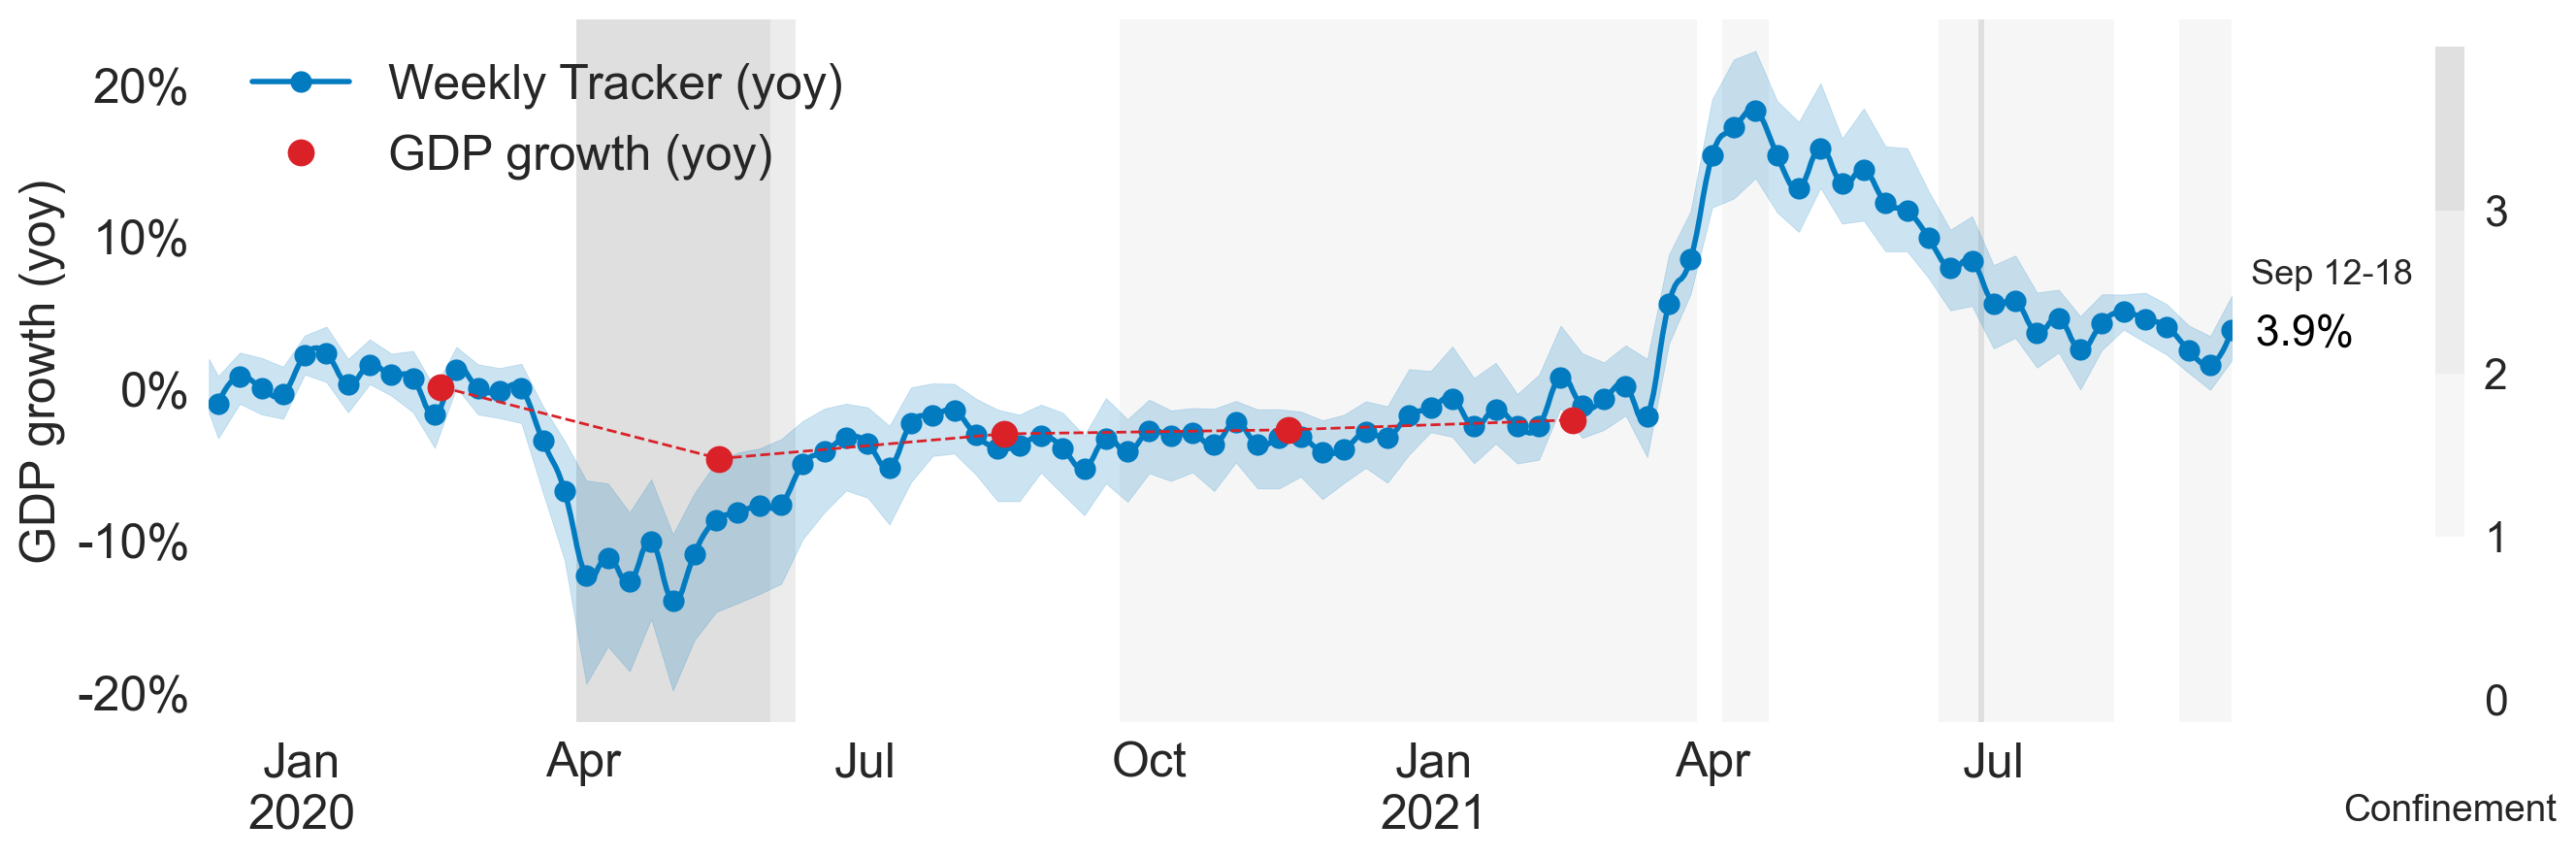 Weekly Tracker (yoy)
GDP growth (yoy)
GDP growth (yoy)
20%
10%
0%
-10%
-20%
Jan
2020
Apr
Jul
Oct
Jan
2021
Apr
Jul
Sep 12-18
3.9%
3
2
1
0
Confinement